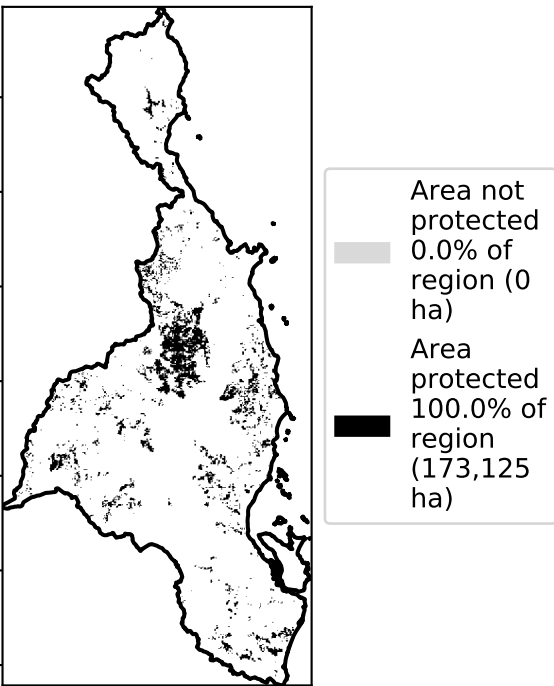 Area not
protected
0.0% of
region (0
ha)
Area
protected
100.0% of
region
(173,125
ha)